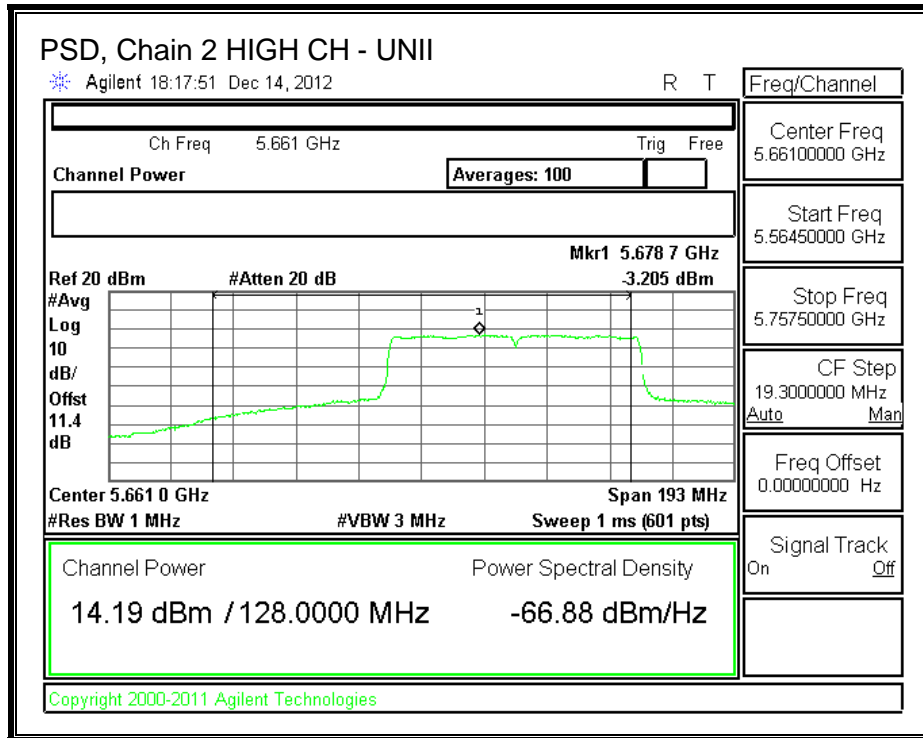 PSD, Chain 2 HIGH CH - UNII
Agilent 18:17:51 Dec 14, 2012 R T
Freq/Channel
Ch Freq 5.661 GHz Trig Free
Channel Power Averages: 100
Mkr1 5.678 7 GHz
Ref 20 dBm #Atten 20 dB -3.205 dBm
#Avg
Log
10
dB/
Offst
11.4
dB
1
Center 5.661 0 GHz Span 193 MHz
#Res BW 1 MHz #VBW 3 MHz Sweep 1 ms (601 pts)
Channel Power Power Spectral Density
14.19 dBm / 128.0000 MHz -66.88 dBm/Hz
Copyright 2000-2011 Agilent Technologies
Center Freq
5.66100000 GHz
Start Freq
5.56450000 GHz
Stop Freq
5.75750000 GHz
CF Step
19.3000000 MHz
Auto Man
Freq Offset
0.00000000 Hz
Signal Track
On Off